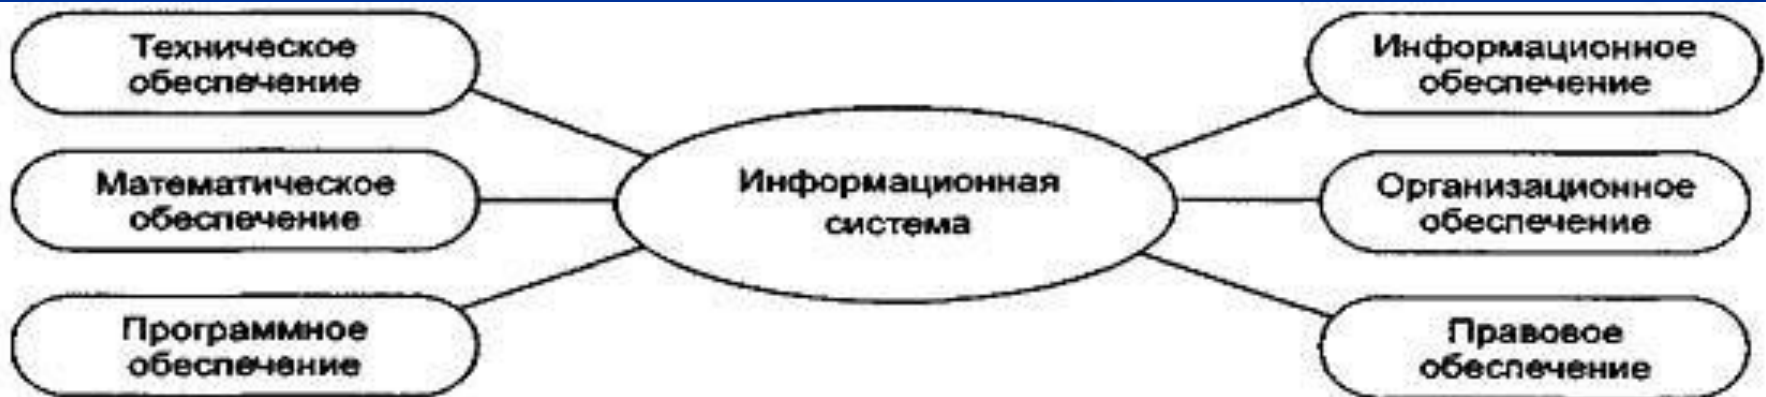 Техническое
обеспечение
Математическое
обеспечение
Программное
обеспечение
Информационная
система
Информационное
обеспечение
Организационное
обеспечение
Правовое
обеспечение